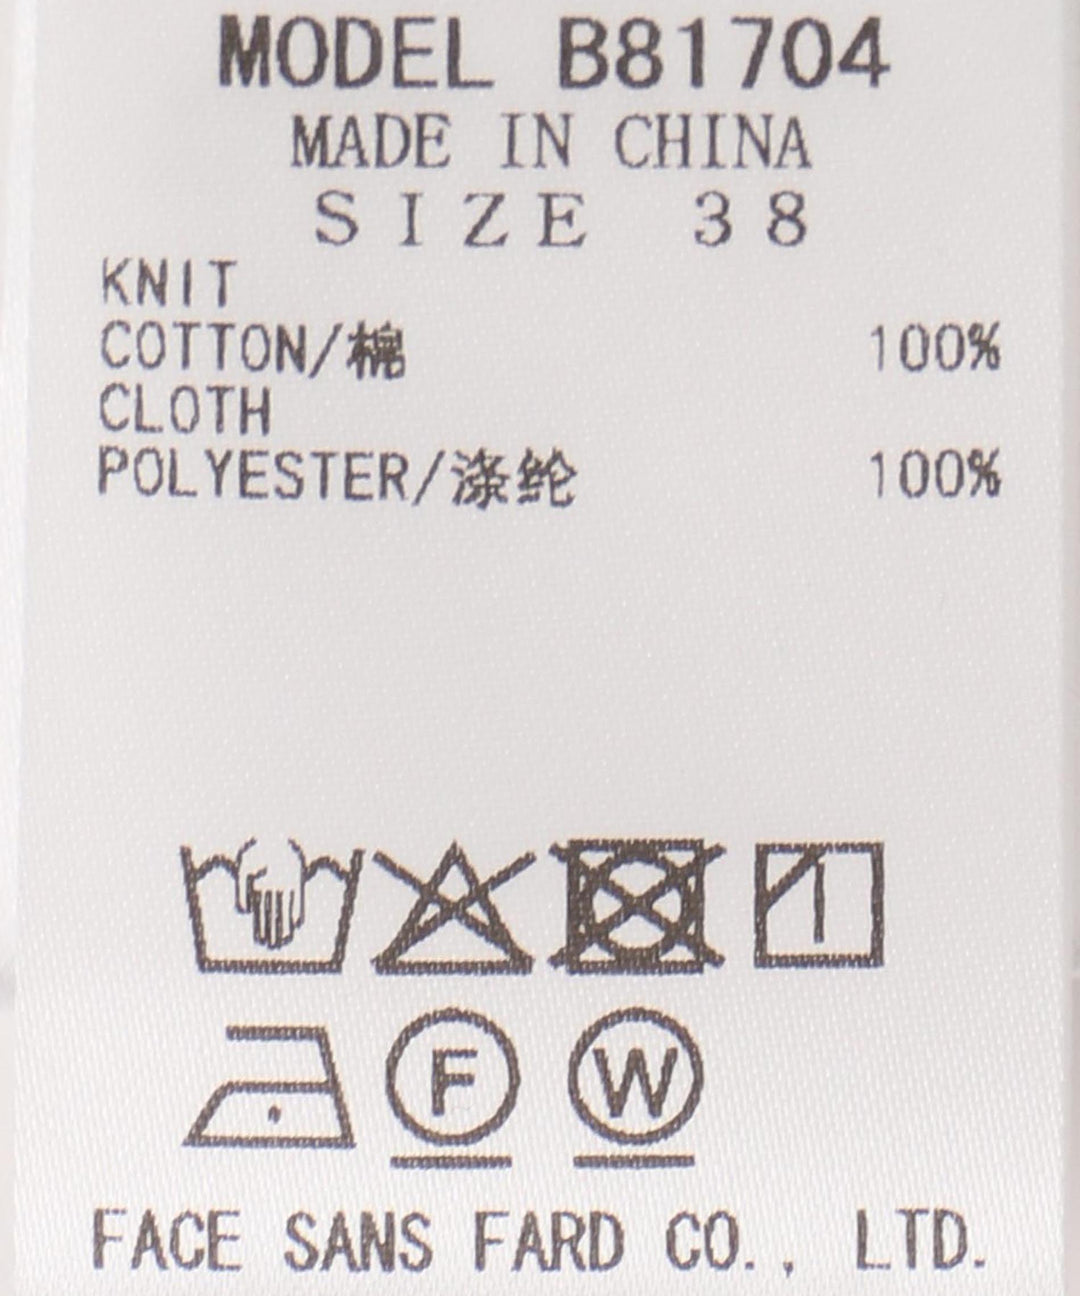 MODEL B81704
MADE IN CHINA
SIZE 38
KNIT
COTTON/棉 100%
CLOTH
POLYESTER/涤纶 100%
F W
FACE SANS FARD CO., LTD.